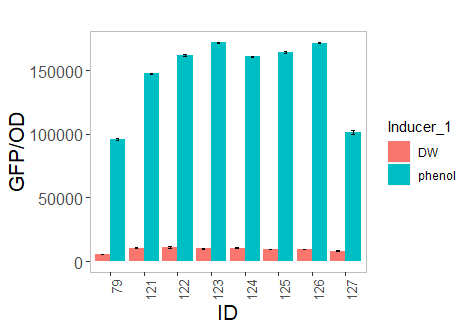 150000
100000
50000
0
GFP/OD
79 121 122 123 124 125 126 127
ID
Inducer_1
DW
phenol